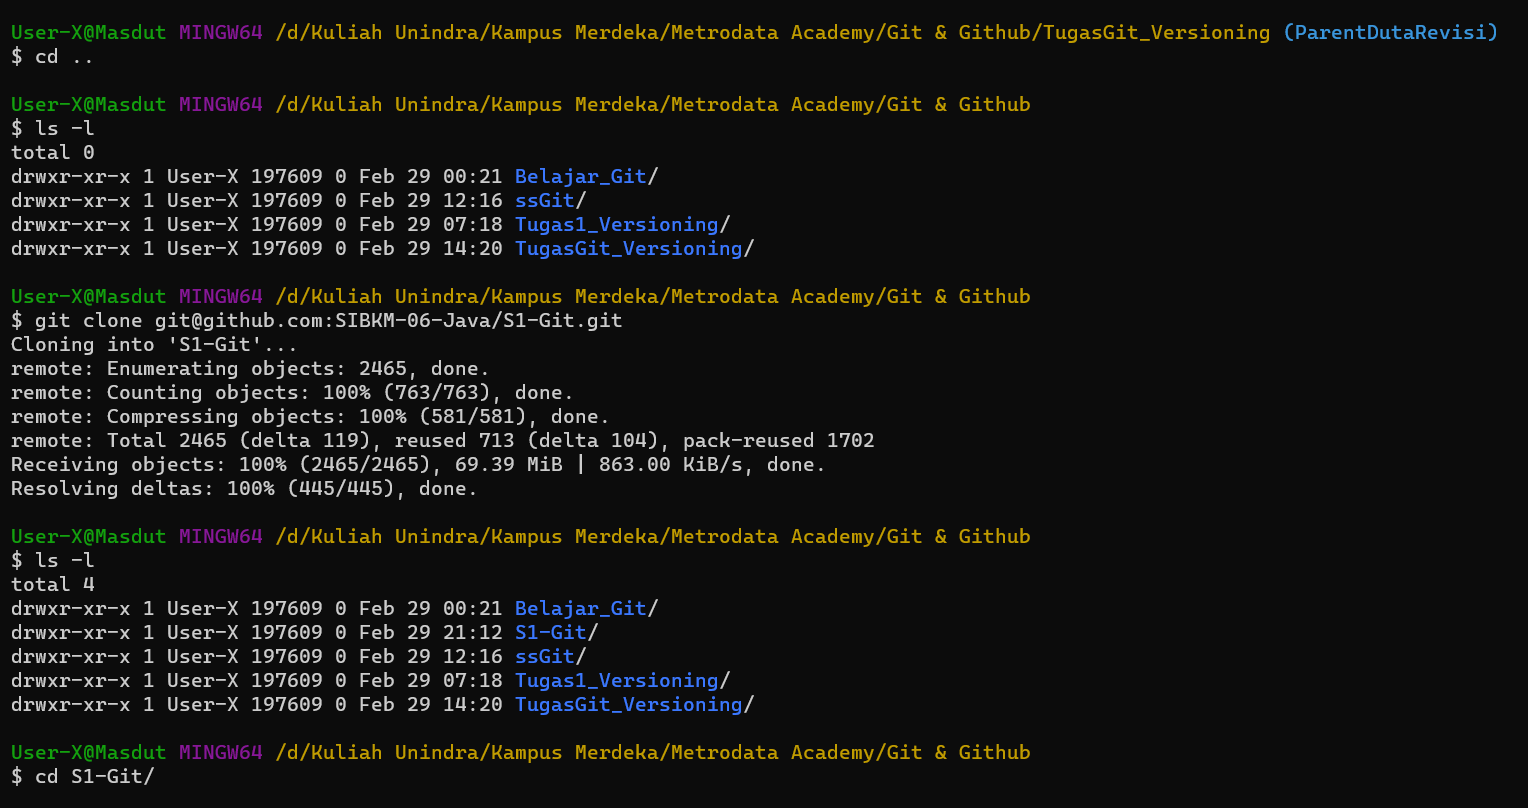 User-X@Masdut MINGW64 /d/Kuliah Unindra/Kampus Merdeka/Metrodata Academy/Git & Github/TugasGit_Versioning (ParentDutaRevisi)
$ cd ..
User-X@Masdut MINGW64 /d/Kuliah Unindra/Kampus Merdeka/Metrodata Academy/Git & Github
$ ls -l
total 0
drwxr-xr-x 1 User-X 197609 0 Feb 29 00:21 Belajar_Git/
drwxr-xr-x 1 User-X 197609 0 Feb 29 12:16 ssGit/
drwxr-xr-x 1 User-X 197609 0 Feb 29 07:18 Tugas1_Versioning/
drwxr-xr-x 1 User-X 197609 0 Feb 29 14:20 TugasGit_Versioning/
User-X@Masdut MINGW64 /d/Kuliah Unindra/Kampus Merdeka/Metrodata Academy/Git & Github
$ git clone git@github.com:SIBKM-06-Java/S1-Git.git
Cloning into 'S1-Git'...
remote: Enumerating objects: 2465, done.
remote: Counting objects: 100% (763/763), done.
remote: Compressing objects: 100% (581/581), done.
remote: Total 2465 (delta 119), reused 713 (delta 104), pack-reused 1702
Receiving objects: 100% (2465/2465), 69.39 MiB | 863.00 KiB/s, done.
Resolving deltas: 100% (445/445), done.
User-X@Masdut MINGW64 /d/Kuliah Unindra/Kampus Merdeka/Metrodata Academy/Git & Github
$ ls -l
total 4
drwxr-xr-x 1 User-X 197609 0 Feb 29 00:21 Belajar_Git/
drwxr-xr-x 1 User-X 197609 0 Feb 29 21:12 S1-Git/
drwxr-xr-x 1 User-X 197609 0 Feb 29 12:16 ssGit/
drwxr-xr-x 1 User-X 197609 0 Feb 29 07:18 Tugas1_Versioning/
drwxr-xr-x 1 User-X 197609 0 Feb 29 14:20 TugasGit_Versioning/
User-X@Masdut MINGW64 /d/Kuliah Unindra/Kampus Merdeka/Metrodata Academy/Git & Github
$ cd S1-Git/